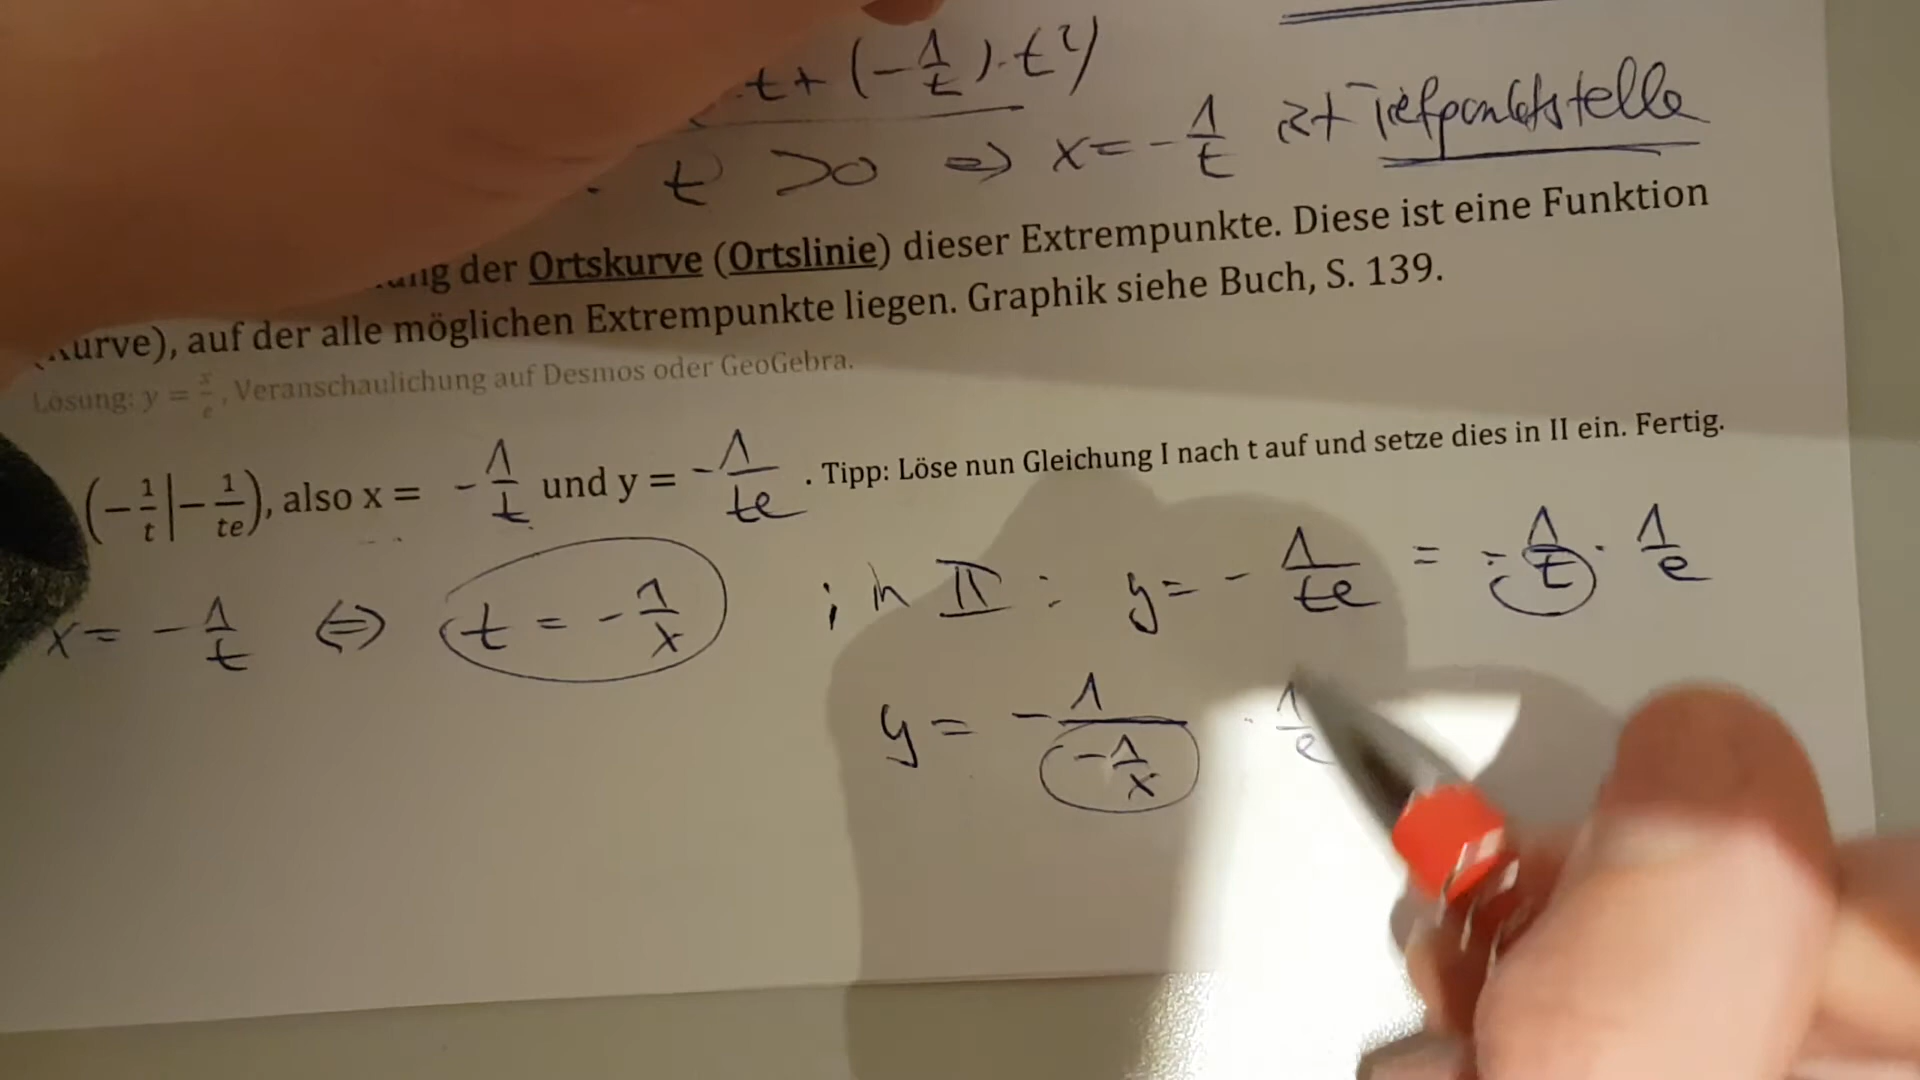 t + (-1/t) · t²)
· t > 0 ⇒ x = -1/t ist Tiefpunktstelle
der Ortskurve (Ortslinie) dieser Extrempunkte. Diese ist eine Funktion
auf der alle möglichen Extrempunkte liegen. Graphik siehe Buch, S. 139.
Lösung: y = x/e, Veranschaulichung auf Desmos oder GeoGebra.
(-1/t | -1/te), also x = -1/t und y = -1/te. Tipp: Löse nun Gleichung I nach t auf und setze dies in II ein. Fertig.
x = -1/t ⇔ t = -1/x ; in II : y = -1/te = -1/t · 1/e
y = -1/(-1/x) · 1/e